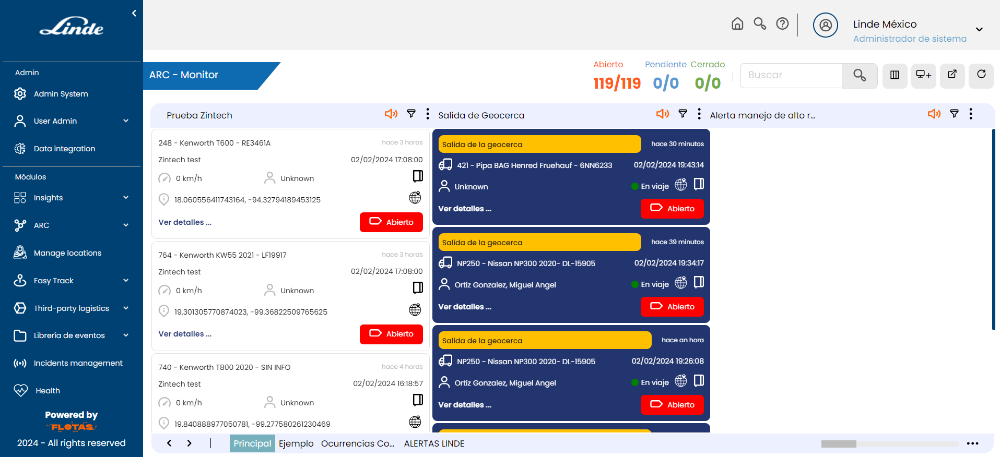 Linde
Admin
Admin System
User Admin
Data integration
Módulos
Insights
ARC
Manage locations
Easy Track
Third-party logistics
Librería de eventos
Incidents management
Health
Powered by
FLOTAS
2024 - All rights reserved
Linde México
Administrador de sistema
ARC - Monitor
Abierto Pendiente Cerrado
119/119 0/0 0/0
Buscar
Prueba Zintech
248 - Kenworth T600 - RE3461A hace 3 horas
Zintech test 02/02/2024 17:08:00
0 km/h Unknown
18.060556411743164, -94.32794189453125
Ver detalles ... Abierto
764 - Kenworth KW55 2021 - LF19917 hace 3 horas
Zintech test 02/02/2024 17:08:00
0 km/h Unknown
19.301305770874023, -99.36822509765625
Ver detalles ... Abierto
740 - Kenworth T800 2020 - SIN INFO hace 4 horas
Zintech test 02/02/2024 16:18:57
0 km/h Unknown
19.840888977050781, -99.277580261230469
Salida de Geocerca
Salida de la geocerca hace 30 minutos
421 - Pipa BAG Henred Fruehauf - 6NN6233 02/02/2024 19:43:14
Unknown En viaje
Ver detalles ... Abierto
Salida de la geocerca hace 39 minutos
NP250 - Nissan NP300 2020- DL-15905 02/02/2024 19:34:17
Ortiz Gonzalez, Miguel Angel En viaje
Ver detalles ... Abierto
Salida de la geocerca hace an hora
NP250 - Nissan NP300 2020- DL-15905 02/02/2024 19:26:08
Ortiz Gonzalez, Miguel Angel En viaje
Ver detalles ... Abierto
Alerta manejo de alto r...
Principal Ejemplo Ocurrencias Co... ALERTAS LINDE